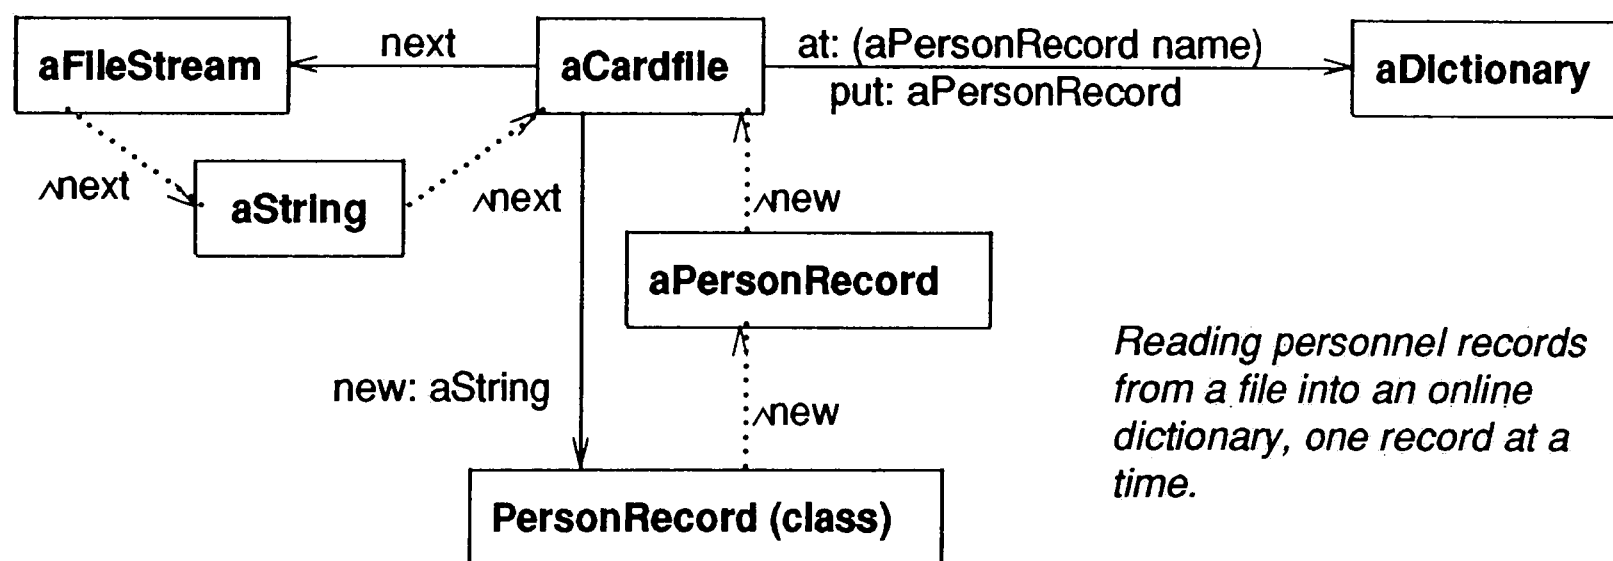 aFileStream
next
aCardfile
at: (aPersonRecord name)
put: aPersonRecord
aDictionary
^next
aString
^next
^new
aPersonRecord
new: aString
^new
PersonRecord (class)
Reading personnel records
from a file into an online
dictionary, one record at a
time.